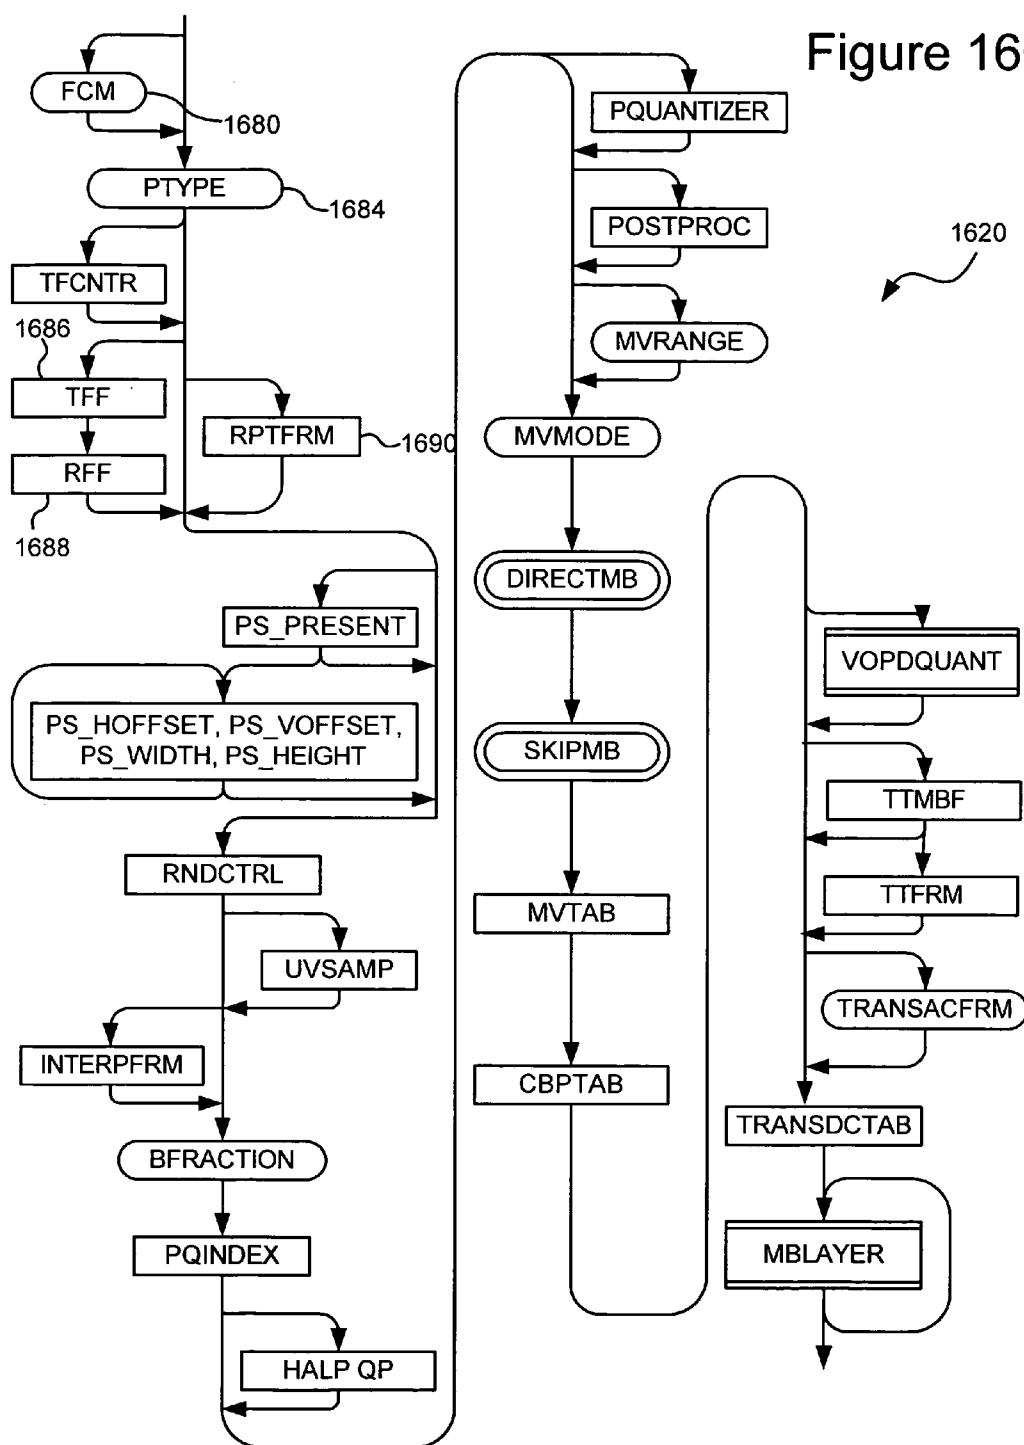 Figure 16
FCM
1680
PTYPE
1684
TFCNTR
1686
TFF
RPTFRM
1690
RFF
1688
PS_PRESENT
PS_HOFFSET, PS_VOFFSET,
PS_WIDTH, PS_HEIGHT
RNDCTRL
UVSAMP
INTERPFRM
BFRACTION
PQINDEX
HALP QP
PQUANTIZER
POSTPROC
1620
MVRANGE
MVMODE
DIRECTMB
SKIPMB
MVTAB
CBPTAB
VOPDQUANT
TTMBF
TTFRM
TRANSACFRM
TRANSDCTAB
MBLAYER